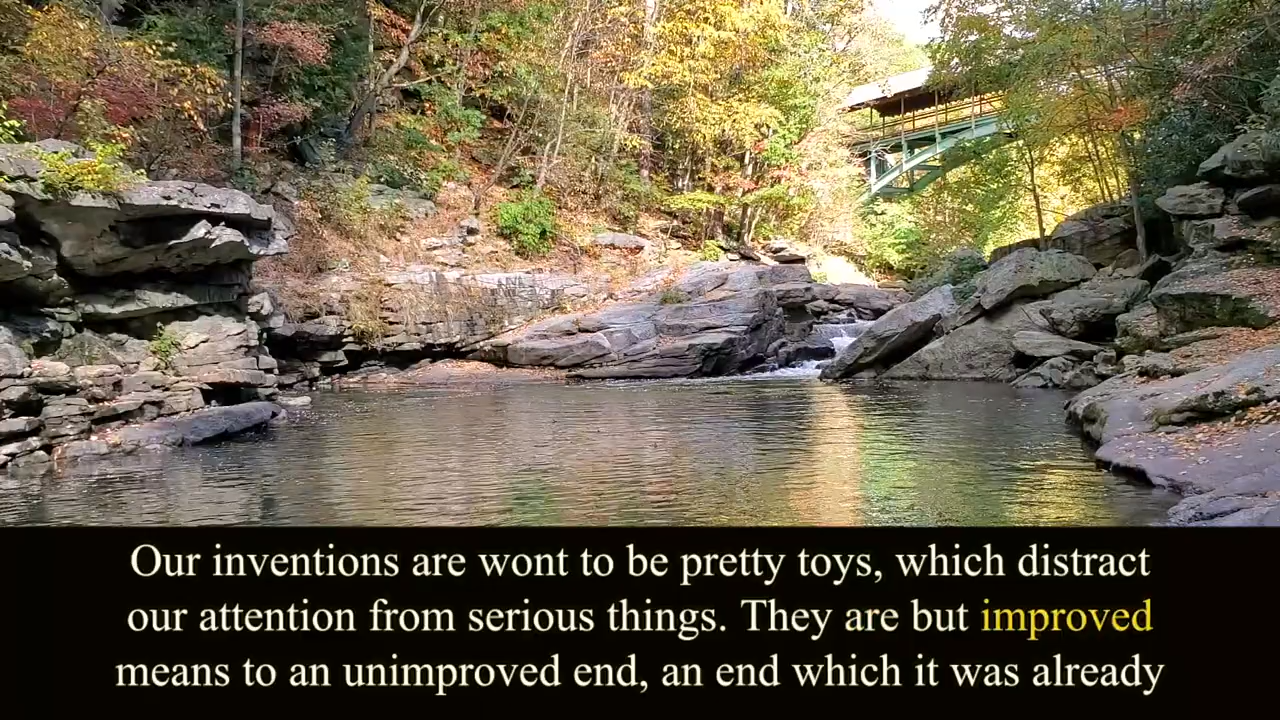 Our inventions are wont to be pretty toys, which distract
our attention from serious things. They are but improved
means to an unimproved end, an end which it was already